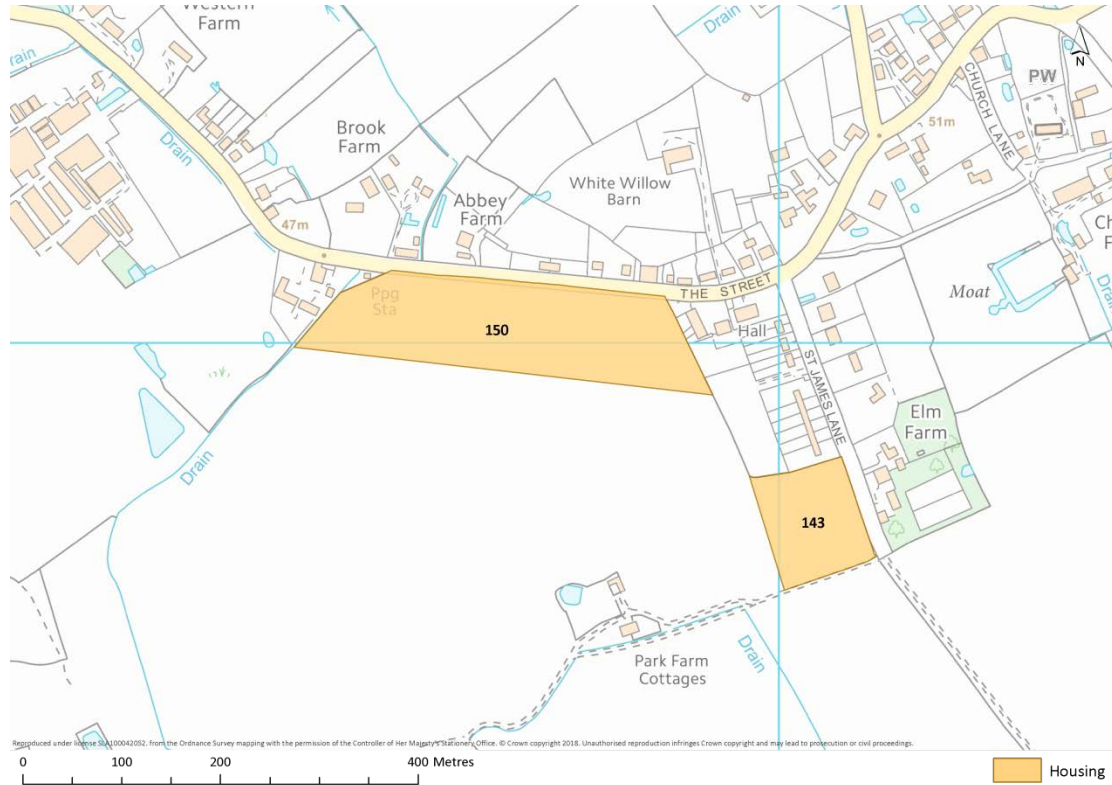 Western
Farm
Drain
PW
N
CHURCH LANE
51m
Drain
Brook
Farm
Drain
Abbey
Farm
White Willow
Barn
47m
Moat
Drain
Ppg
Sta
THE STREET
Hall
150
ST JAMES LANE
Elm
Farm
Drain
143
Park Farm
Cottages
Drain
Reproduced under license SLA100042052. from the Ordnance Survey mapping with the permission of the Controller of Her Majesty's Stationery Office. © Crown copyright 2018. Unauthorised reproduction infringes Crown copyright and may lead to prosecution or civil proceedings.
0 100 200 400 Metres
Housing